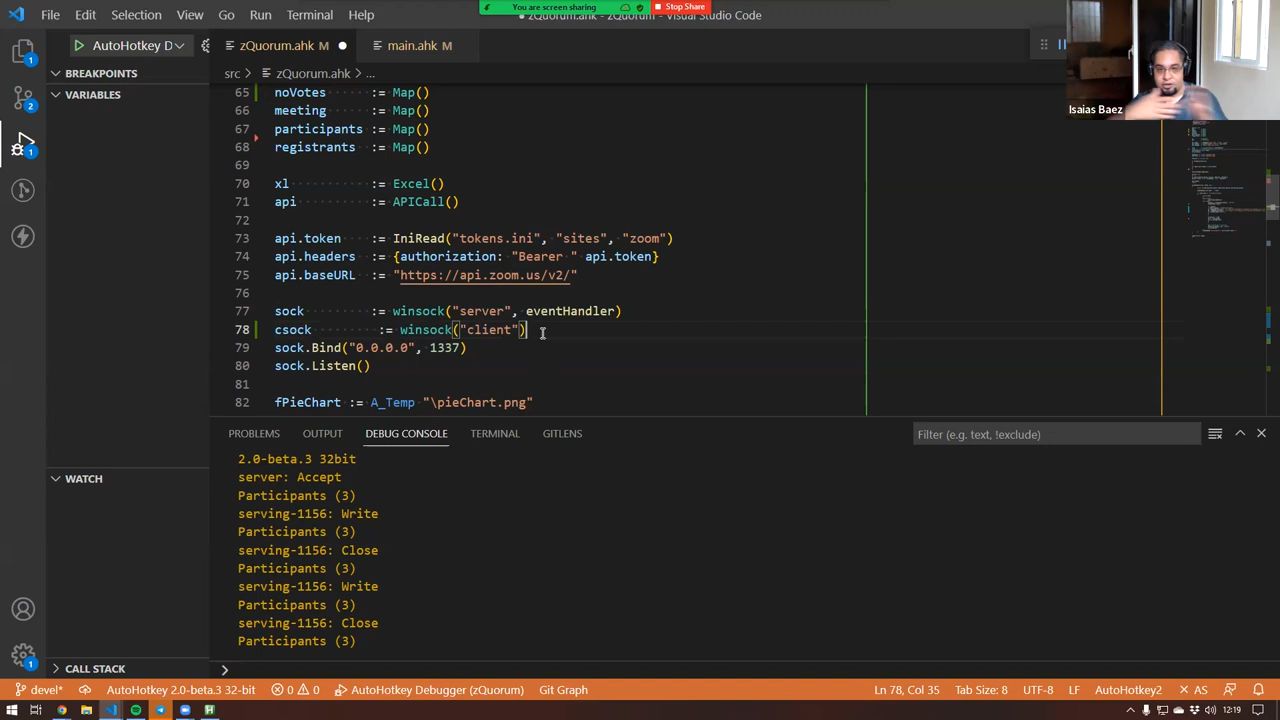 You are screen sharing
Stop Share
File Edit Selection View Go Run Terminal Help
● zQuorum.ahk - zQuorum - Visual Studio Code
AutoHotkey D
zQuorum.ahk M
main.ahk M
Isaias Baez
BREAKPOINTS
src > zQuorum.ahk > ...
VARIABLES
65 noVotes := Map()
66 meeting := Map()
67 participants := Map()
68 registrants := Map()
69
70 xl := Excel()
71 api := APICall()
72
73 api.token := IniRead("tokens.ini", "sites", "zoom")
74 api.headers := {authorization: "Bearer " api.token}
75 api.baseURL := "https://api.zoom.us/v2/"
76
77 sock := winsock("server", eventHandler)
78 csock := winsock("client")
79 sock.Bind("0.0.0.0", 1337)
80 sock.Listen()
81
82 fPieChart := A_Temp "\pieChart.png"
PROBLEMS OUTPUT DEBUG CONSOLE TERMINAL GITLENS
Filter (e.g. text, !exclude)
2.0-beta.3 32bit
server: Accept
Participants (3)
serving-1156: Write
Participants (3)
serving-1156: Close
Participants (3)
serving-1156: Write
Participants (3)
serving-1156: Close
Participants (3)
WATCH
CALL STACK
devel* AutoHotkey 2.0-beta.3 32-bit 0 0 AutoHotkey Debugger (zQuorum) Git Graph Ln 78, Col 35 Tab Size: 8 UTF-8 LF AutoHotkey2 × AS
12:19